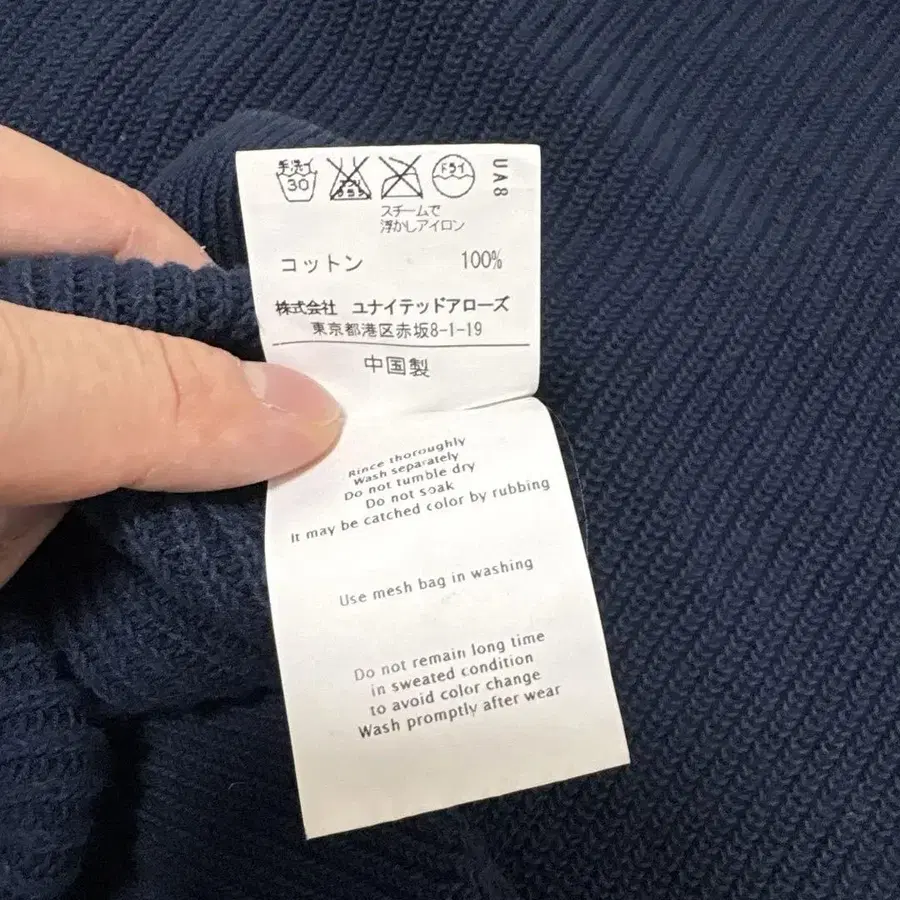 手洗イ
30
ドライ
UA8
スチームで
浮かしアイロン
コットン 100%
株式会社 ユナイテッドアローズ
東京都港区赤坂8-1-19
中国製
Rince thoroughly
Wash separately
Do not tumble dry
Do not soak
It may be catched color by rubbing
Use mesh bag in washing
Do not remain long time
in sweated condition
to avoid color change
Wash promptly after wear